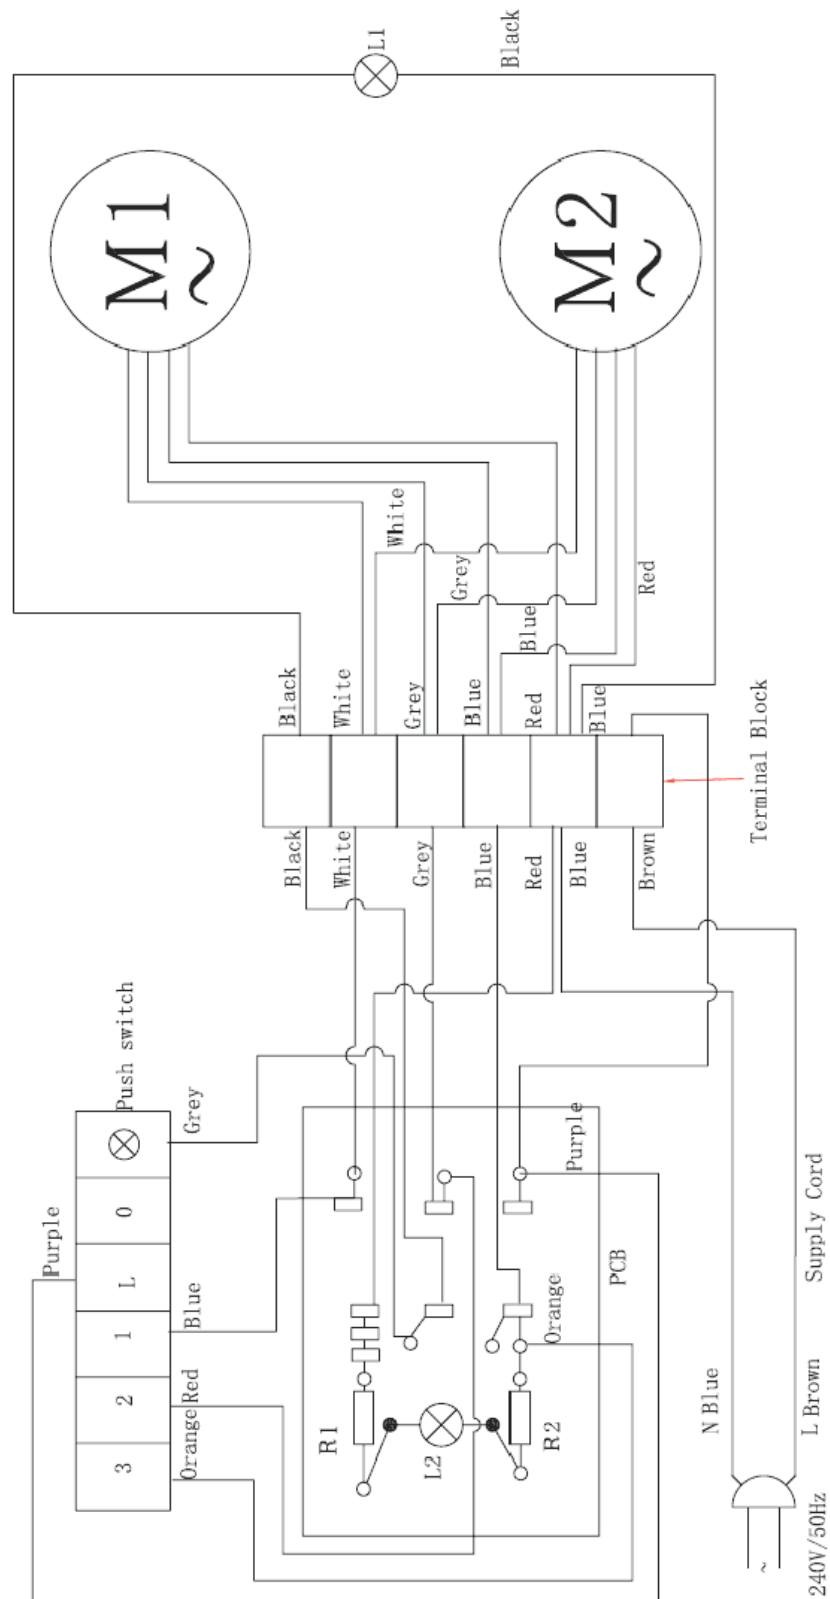 L1
Black
M1
~
M2
~
White
Grey
Blue
Red
Black
White
Grey
Blue
Red
Blue
Terminal Block
Black
White
Grey
Blue
Red
Blue
Brown
Push switch
Grey
Purple
0
L
1
2
3
Blue
Red
Orange
Purple
PCB
Orange
R1
L2
R2
N Blue
L Brown
Supply Cord
~
240V/50Hz